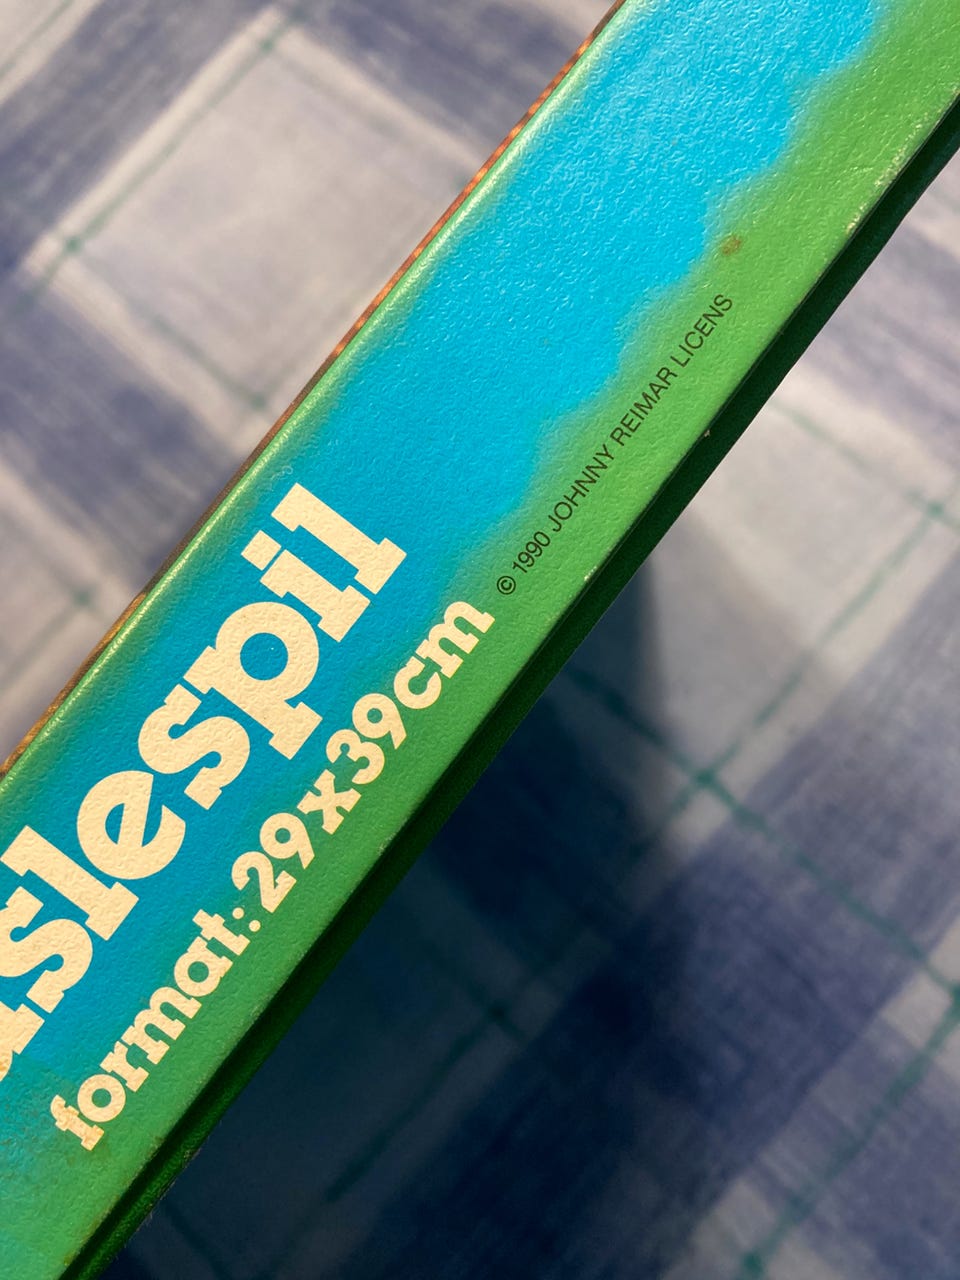 slespil
format: 29x39cm
© 1990 JOHNNY REIMAR LICENS